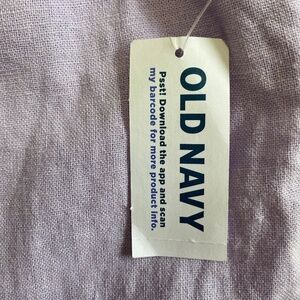 OLD NAVY
Psst! Download the app and scan
my barcode for more product info.